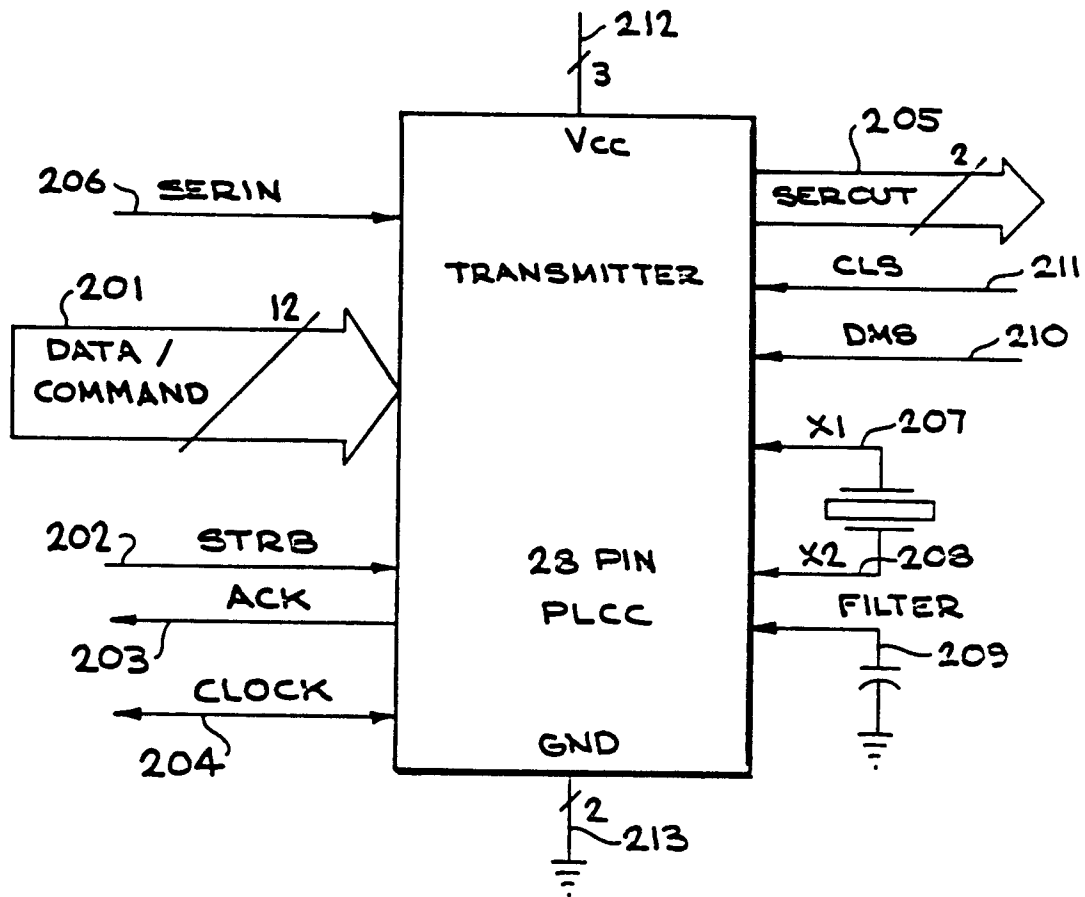 212
3
Vcc
205
2
206
SERIN
SEROUT
TRANSMITTER
CLS
211
201
12
DATA /
COMMAND
DMS
210
X1
207
202
STRB
28 PIN
X2
208
ACK
PLCC
FILTER
203
209
CLOCK
204
GND
2
213